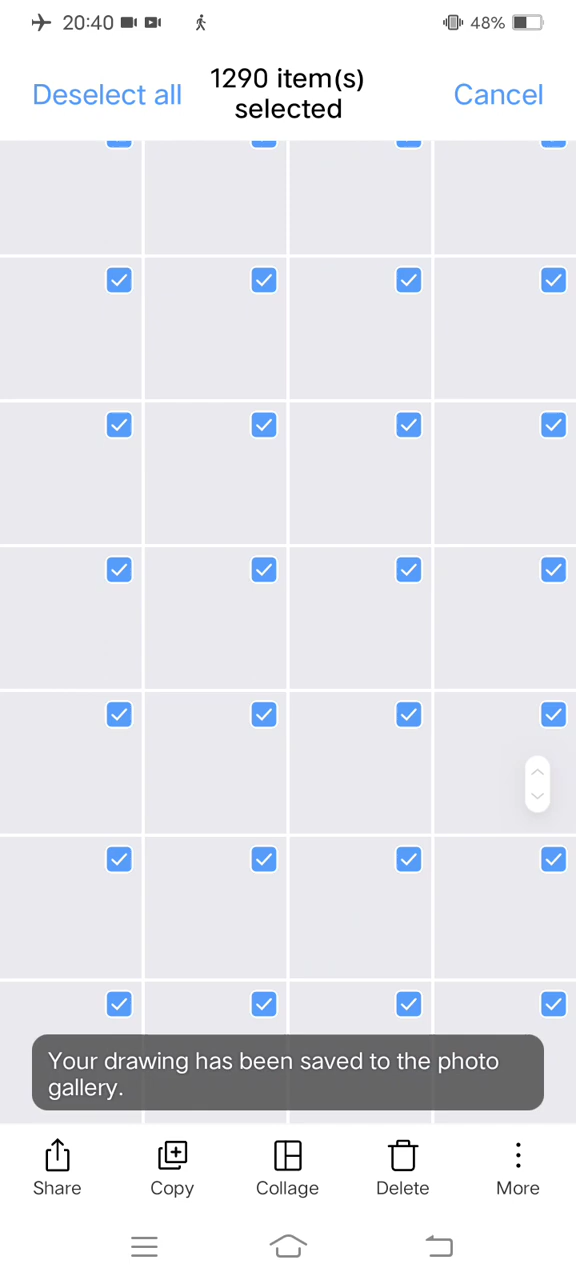 20:40
48%
Deselect all
1290 item(s)
selected
Cancel
Your drawing has been saved to the photo
gallery.
Share
Copy
Collage
Delete
More